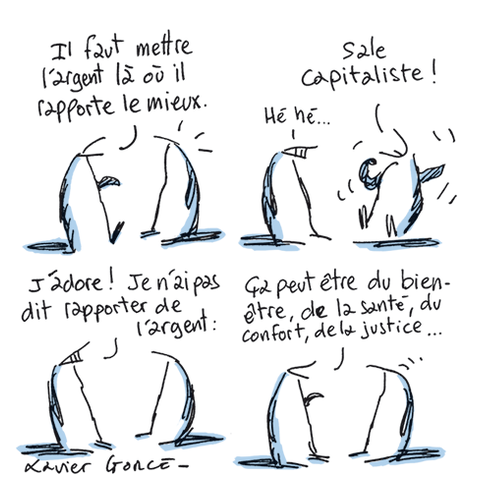 Il faut mettre
l'argent là où il
rapporte le mieux.
Sale
capitaliste !
Hé hé...
J'adore ! Je n'ai pas
dit rapporter de
l'argent :
Ça peut être du bien-
être, de la santé, du
confort, de la justice...
Xavier GORCE -